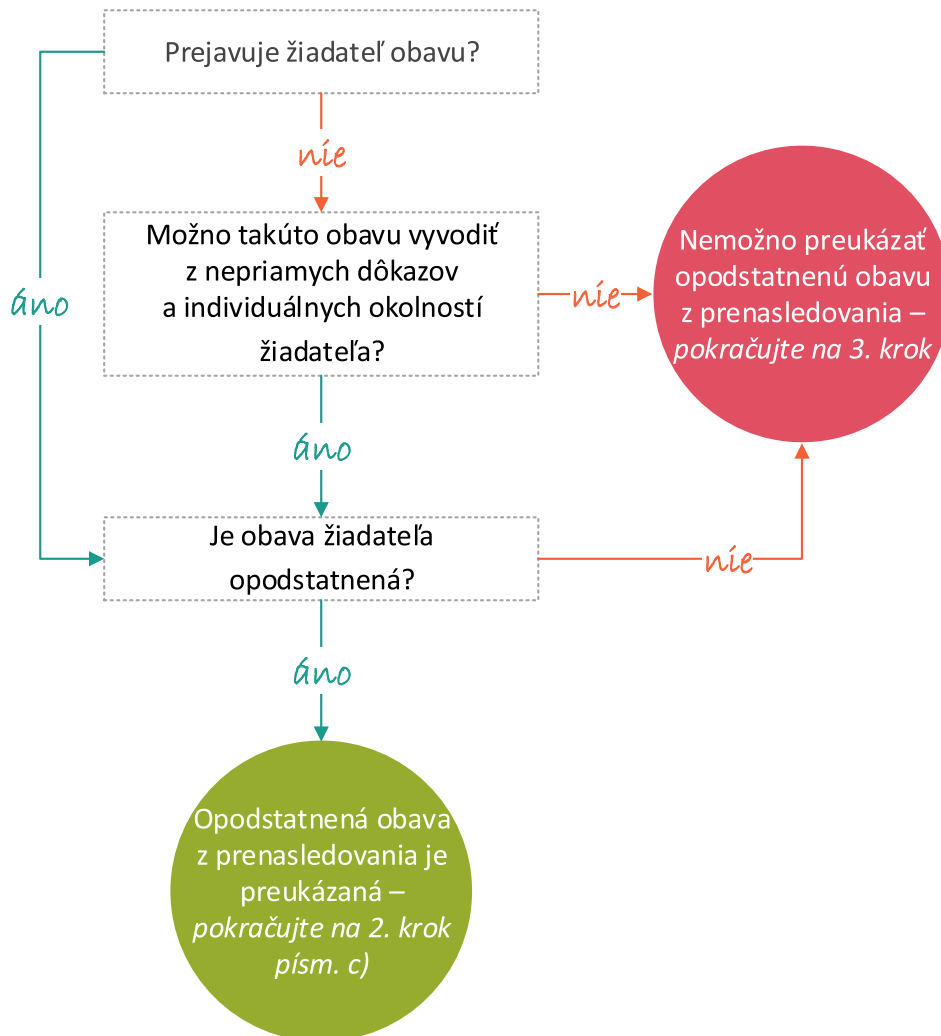 Prejavuje žiadateľ obavu?
nie
Možno takúto obavu vyvodiť
z nepriamych dôkazov
a individuálnych okolností
žiadateľa?
nie
Nemožno preukázať
opodstatnenú obavu
z prenasledovania –
pokračujte na 3. krok
áno
áno
Je obava žiadateľa
opodstatnená?
nie
áno
Opodstatnená obava
z prenasledovania je
preukázaná –
pokračujte na 2. krok
písm. c)